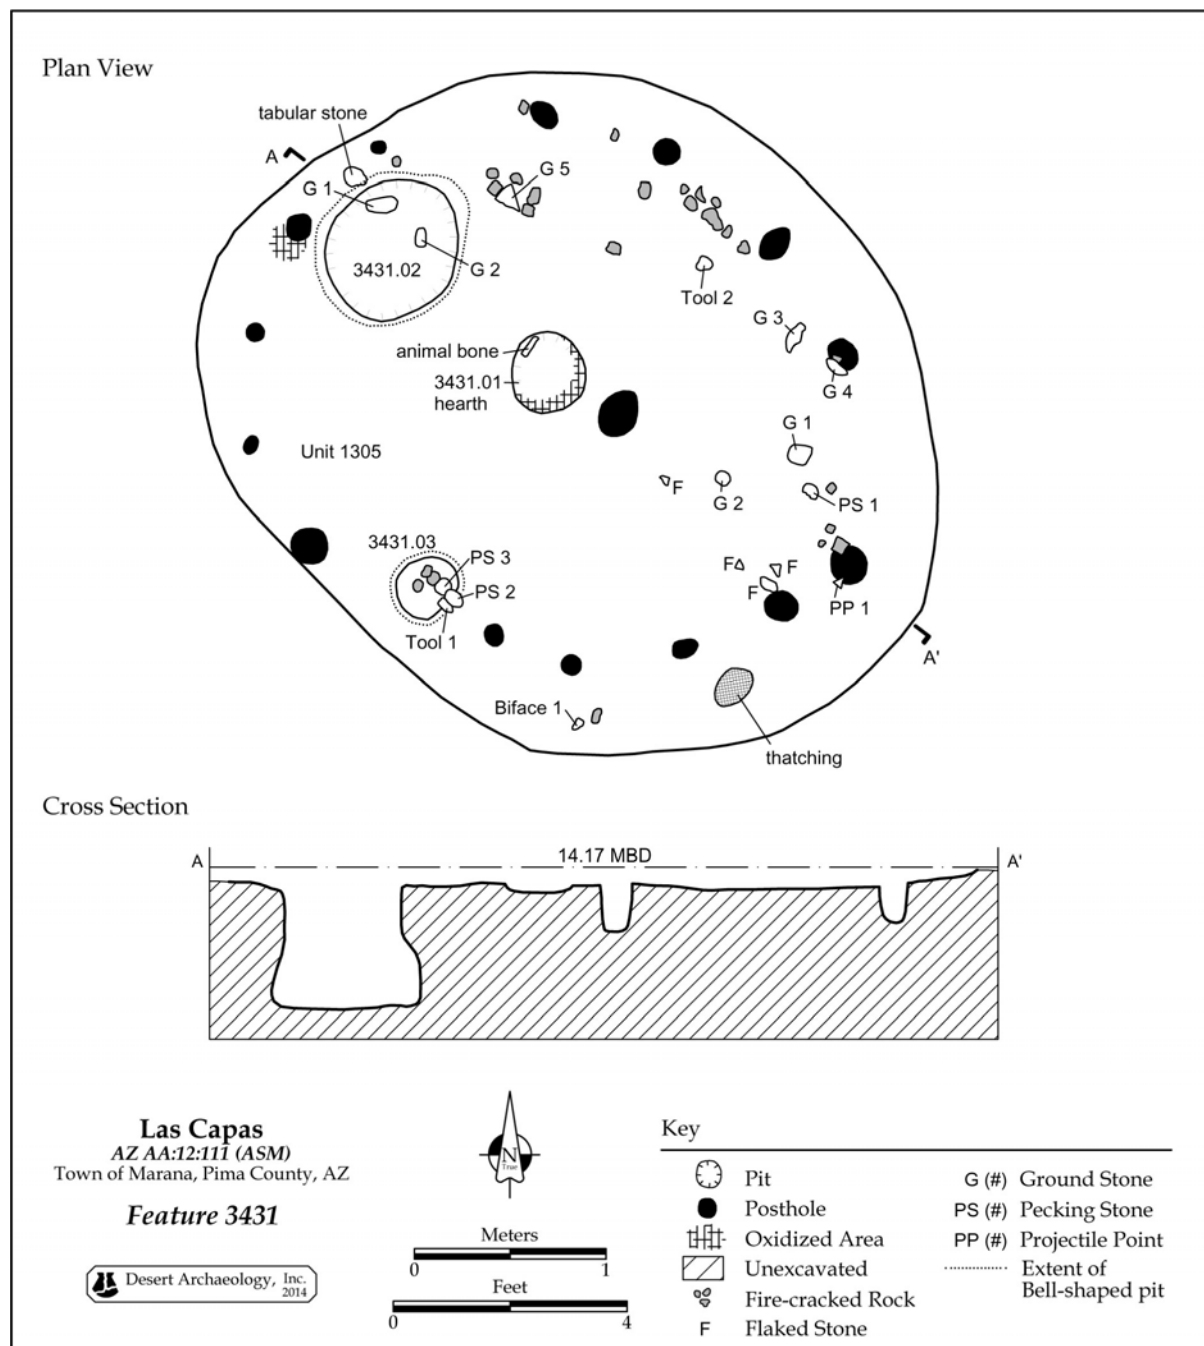 Plan View
tabular stone
A
G 1
G 5
G 2
3431.02
Tool 2
G 3
animal bone
3431.01
hearth
G 4
G 1
Unit 1305
F
G 2
PS 1
3431.03
PS 3
F
F
PS 2
F
PP 1
Tool 1
A'
Biface 1
thatching
Cross Section
A
14.17 MBD
A'
Las Capas
AZ AA:12:111 (ASM)
Town of Marana, Pima County, AZ
Feature 3431
Desert Archaeology, Inc.
2014
N
True
Meters
0 1
Feet
0 4
Key
Pit
Posthole
Oxidized Area
Unexcavated
Fire-cracked Rock
F Flaked Stone
G (#) Ground Stone
PS (#) Pecking Stone
PP (#) Projectile Point
Extent of
Bell-shaped pit